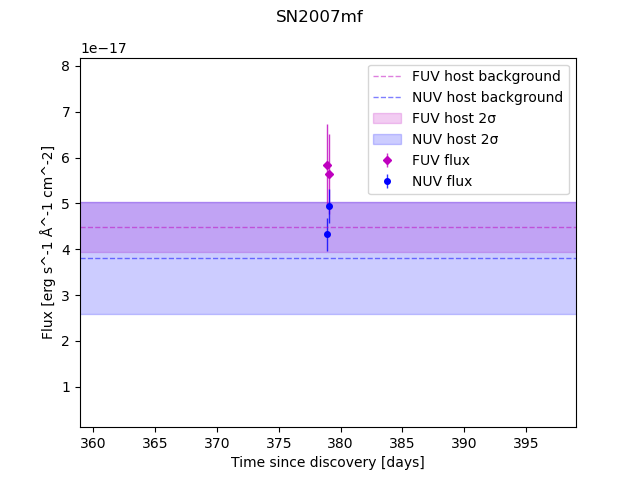 SN2007mf
1e−17
8
7
6
5
4
3
2
1
Flux [erg s^-1 Å^-1 cm^-2]
FUV host background
NUV host background
FUV host 2σ
NUV host 2σ
FUV flux
NUV flux
360 365 370 375 380 385 390 395
Time since discovery [days]